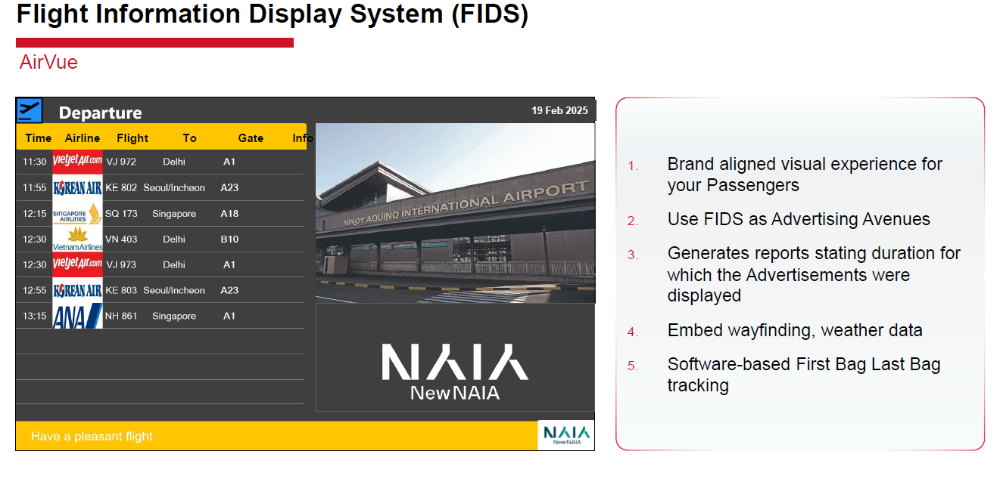 Flight Information Display System (FIDS)
AirVue
Departure
19 Feb 2025
Time Airline Flight To Gate Info
11:30 vietjetAir.com VJ 972 Delhi A1
11:55 KOREAN AIR KE 802 Seoul/Incheon A23
12:15 SINGAPORE AIRLINES SQ 173 Singapore A18
12:30 Vietnam Airlines VN 403 Delhi B10
12:30 vietjetAir.com VJ 973 Delhi A1
12:55 KOREAN AIR KE 803 Seoul/Incheon A23
13:15 ANA NH 861 Singapore A1
NINOY AQUINO INTERNATIONAL AIRPORT
NAIA
NewNAIA
Have a pleasant flight
NAIA
NewNAIA
1. Brand aligned visual experience for
your Passengers
2. Use FIDS as Advertising Avenues
3. Generates reports stating duration for
which the Advertisements were
displayed
4. Embed wayfinding, weather data
5. Software-based First Bag Last Bag
tracking